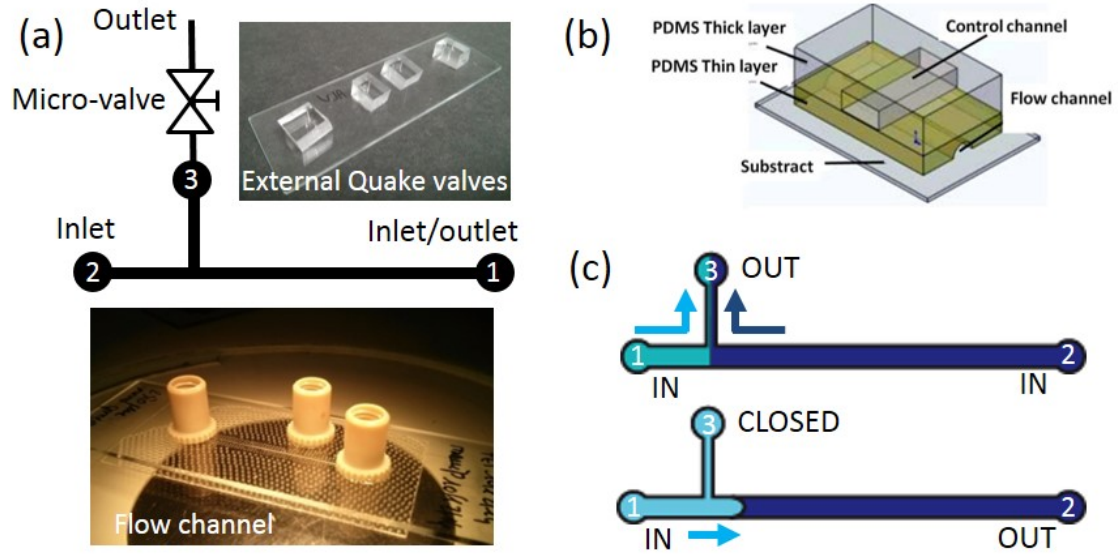 (a)
Outlet
Micro-valve
3
Inlet
2
Inlet/outlet
1
External Quake valves
Flow channel
(b)
PDMS Thick layer
PDMS Thin layer
Control channel
Flow channel
Substract
(c)
3 OUT
1
2
IN
IN
3 CLOSED
1
2
IN
OUT